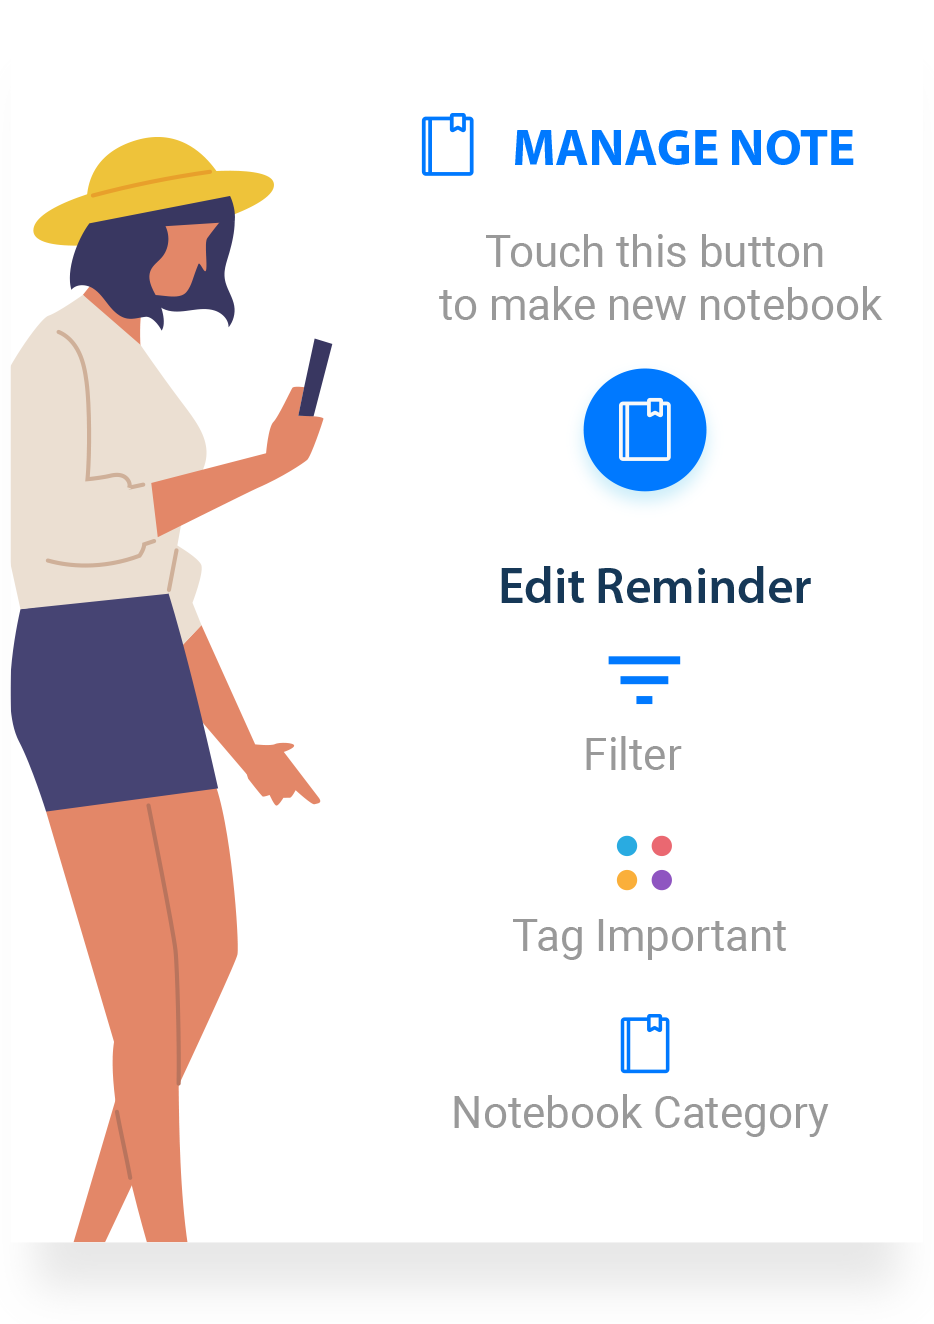 MANAGE NOTE
Touch this button
to make new notebook
Edit Reminder
Filter
Tag Important
Notebook Category